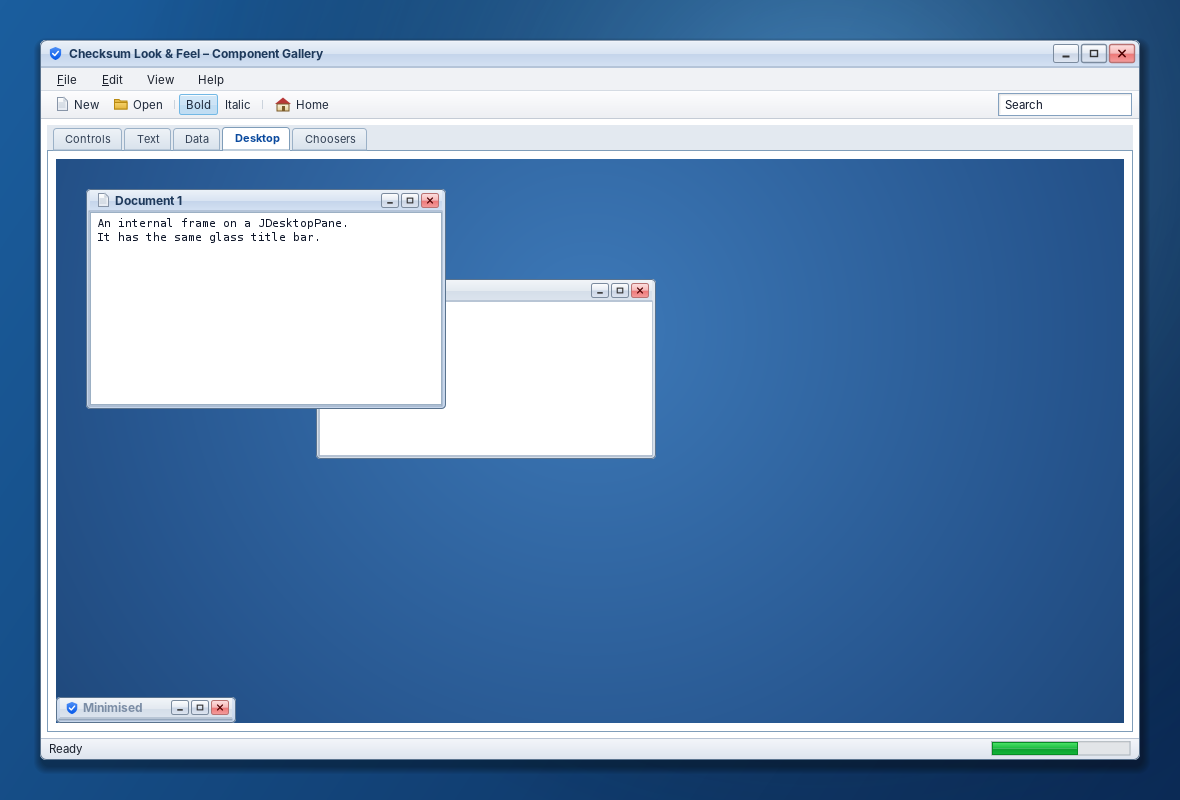 Checksum Look & Feel – Component Gallery
File Edit View Help
New Open Bold Italic Home Search
Controls Text Data Desktop Choosers
Document 1
An internal frame on a JDesktopPane.
It has the same glass title bar.
Minimised
Ready